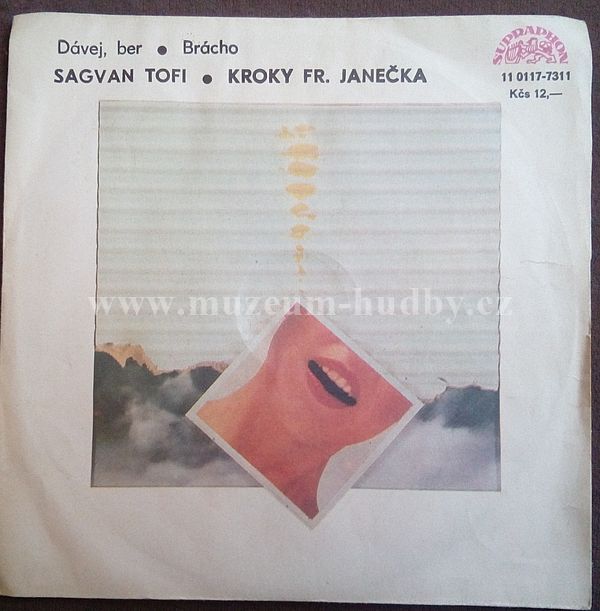 Dávej, ber ● Brácho
SAGVAN TOFI ● KROKY FR. JANEČKA
SUPRAPHON
11 0117-7311
Kčs 12,—
www.muzeum-hudby.cz